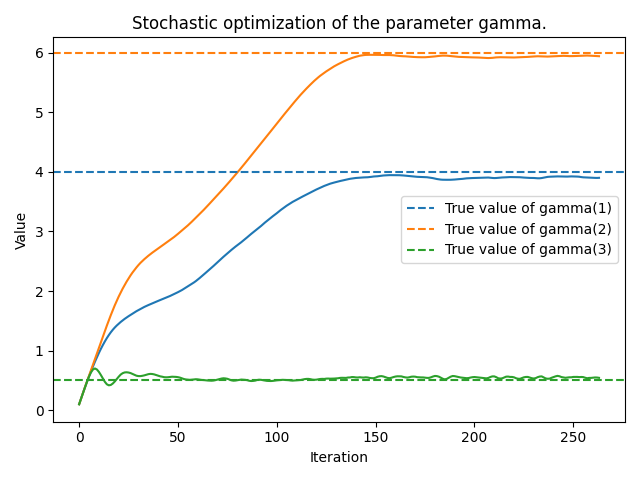 Stochastic optimization of the parameter gamma.
Value
6
5
4
3
2
1
0
True value of gamma(1)
True value of gamma(2)
True value of gamma(3)
0 50 100 150 200 250
Iteration